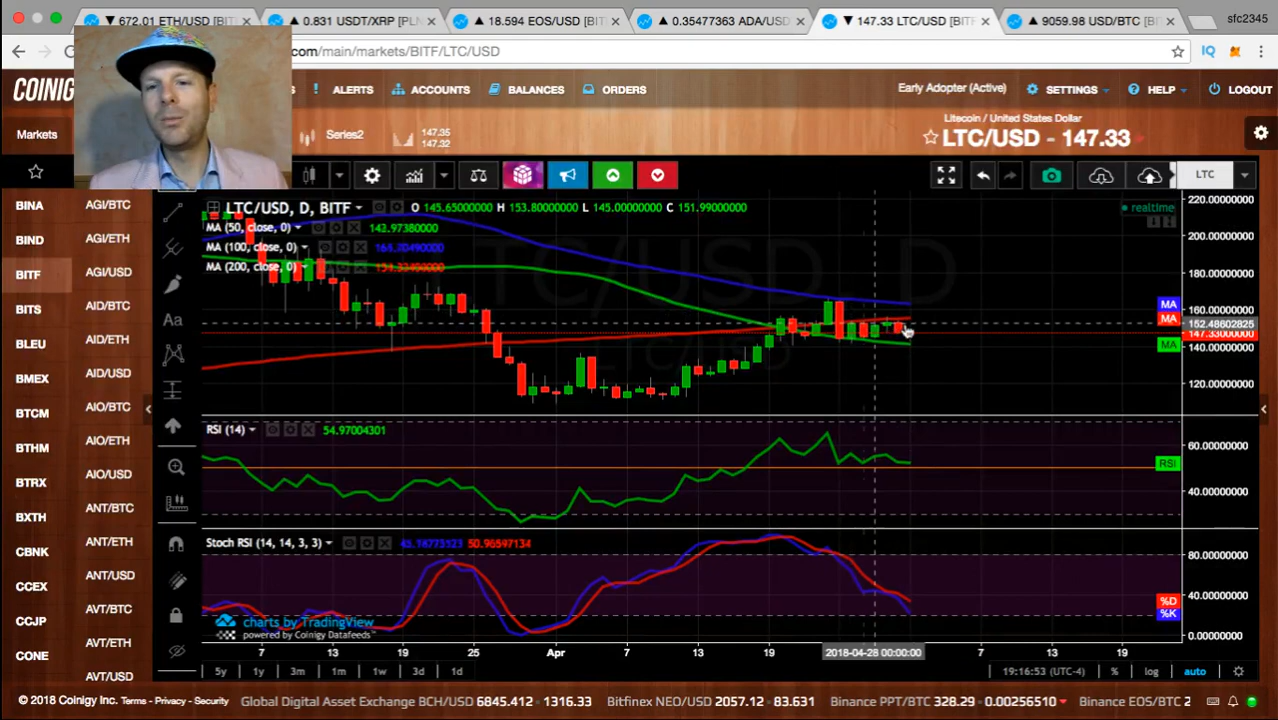 ▼ 672.01 ETH/USD [BIT
▲ 0.831 USDT/XRP [PLN
▲ 18.594 EOS/USD [BIT
▲ 0.35477363 ADA/USD
▼ 147.33 LTC/USD [BITF
▲ 9059.98 USD/BTC [B
sfc2345
com/main/markets/BITF/LTC/USD
IQ
COINIG
ALERTS
ACCOUNTS
BALANCES
ORDERS
Early Adopter (Active)
SETTINGS
HELP
LOGOUT
Markets
Series2
147.35
147.32
Litecoin / United States Dollar
LTC/USD - 147.33
LTC
BINA
BIND
BITF
BITS
BLEU
BMEX
BTCM
BTHM
BTRX
BXTH
CBNK
CCEX
CCJP
CONE
AGI/BTC
AGI/ETH
AGI/USD
AID/BTC
AID/ETH
AID/USD
AIO/BTC
AIO/ETH
AIO/USD
ANT/BTC
ANT/ETH
ANT/USD
AVT/BTC
AVT/ETH
AVT/USD
Aa
LTC/USD, D, BITF
O 145.65000000 H 153.80000000 L 145.00000000 C 151.99000000
realtime
MA (50, close, 0) 142.97380000
MA (100, close, 0)
MA (200, close, 0)
220.00000000
200.00000000
180.00000000
160.00000000
140.00000000
120.00000000
MA
MA
152.48602825
147.33000000
MA
RSI (14) 54.97004301
60.00000000
RSI
40.00000000
Stoch RSI (14, 14, 3, 3) 50.96597134
80.00000000
40.00000000
0.00000000
%D
%K
charts by TradingView
powered by Coinigy Datafeeds™
7 13 19 25 Apr 7 13 19 2018-04-28 00:00:00 7 13 19
5y 1y 3m 1m 1w 3d 1d
19:16:53 (UTC-4) % log auto
© 2018 Coinigy Inc. Terms - Privacy - Security
Global Digital Asset Exchange BCH/USD 6845.412 · 1316.33 Bitfinex NEO/USD 2057.12 · 83.631 Binance PPT/BTC 328.29 · 0.00256510 Binance EOS/BTC 2